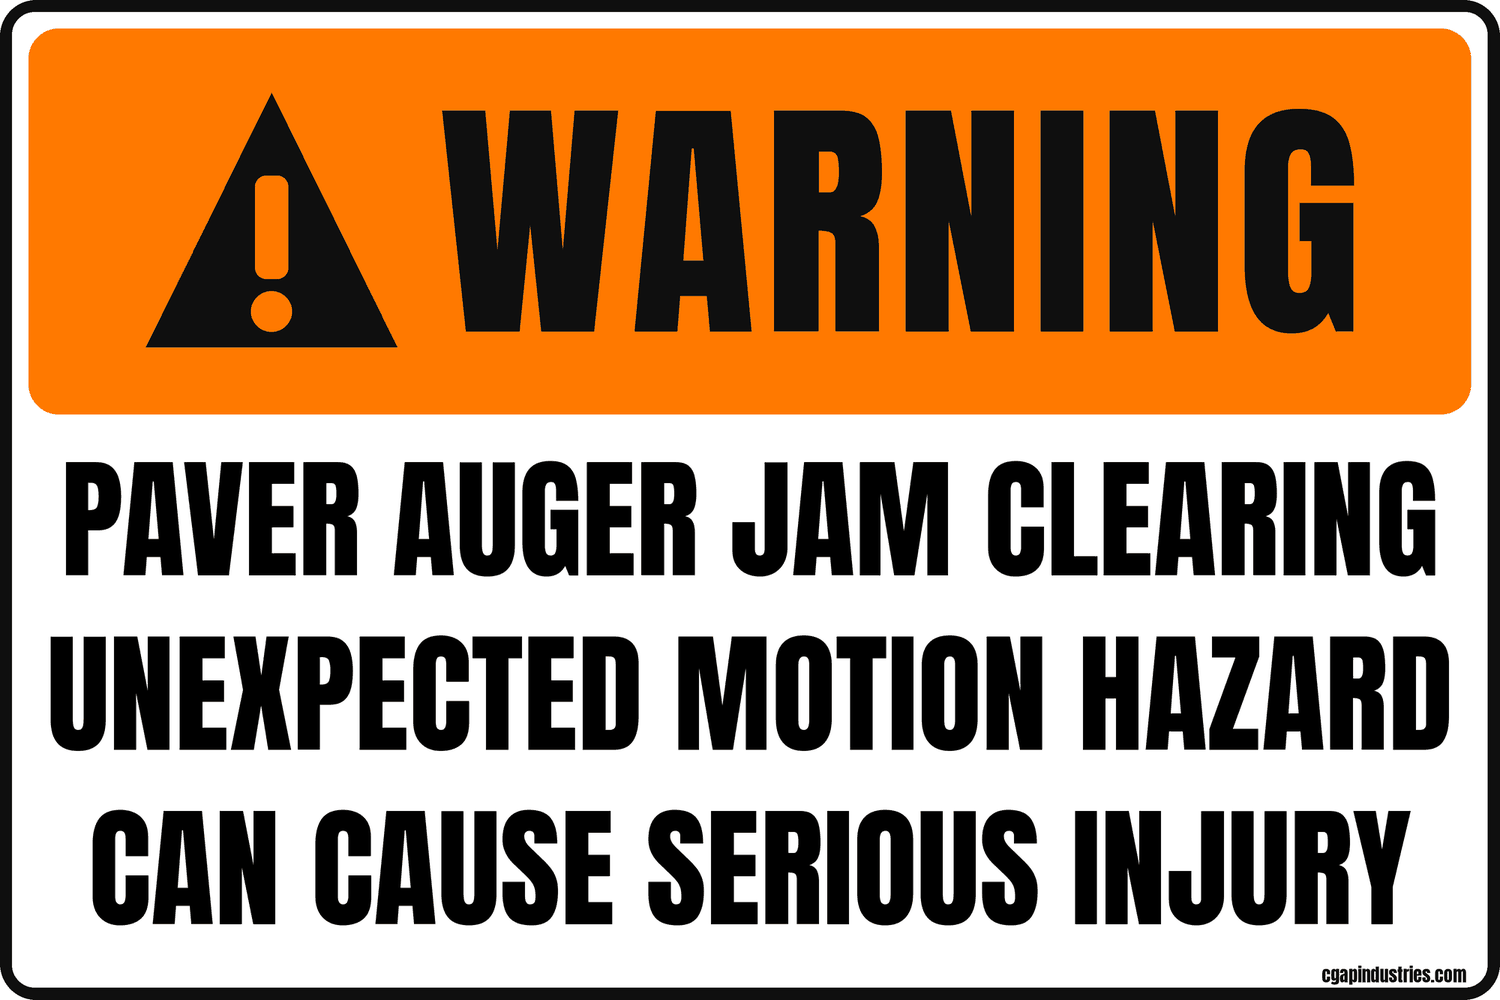 WARNING
PAVER AUGER JAM CLEARING
UNEXPECTED MOTION HAZARD
CAN CAUSE SERIOUS INJURY
cgapindustries.com